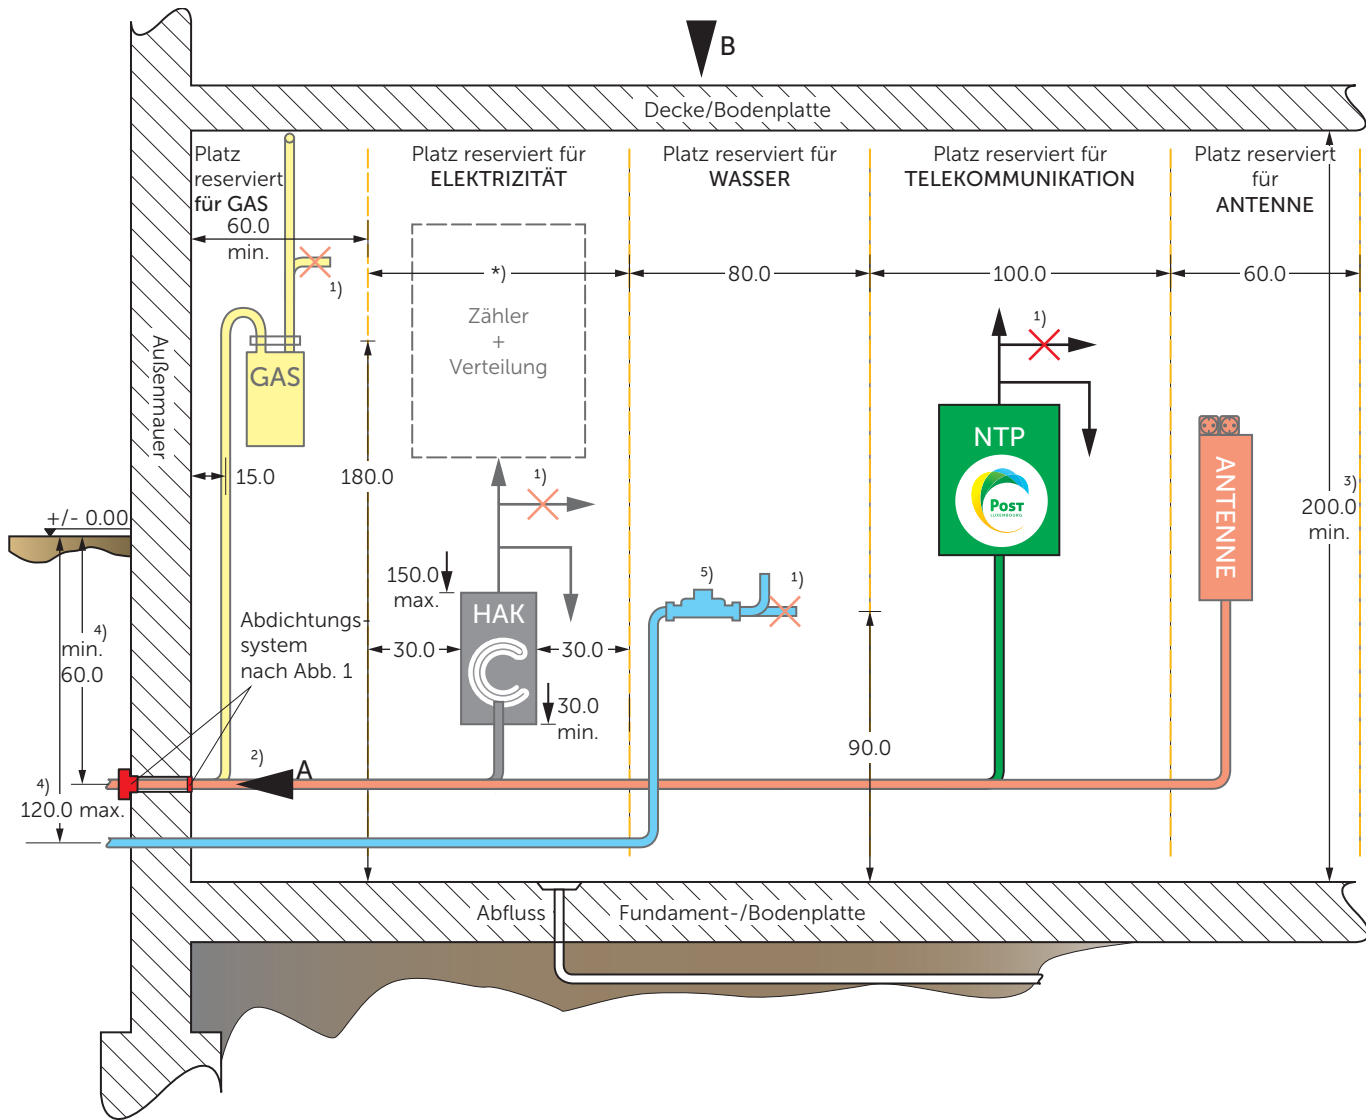 B
Decke/Bodenplatte
Platz
reserviert
für GAS
Platz reserviert für
ELEKTRIZITÄT
Platz reserviert für
WASSER
Platz reserviert für
TELEKOMMUNIKATION
Platz reserviert
für
ANTENNE
60.0
min.
*)
80.0
100.0
60.0
1)
Zähler
+
Verteilung
1)
Außenmauer
GAS
15.0
180.0
1)
NTP
POST
LUXEMBOURG
ANTENNE
3)
200.0
min.
+/- 0.00
150.0
max.
HAK
30.0
30.0
30.0
min.
5)
1)
Abdichtungs-
system
nach Abb. 1
4)
min.
60.0
90.0
2)
A
4)
120.0 max.
Abfluss
Fundament-/Bodenplatte